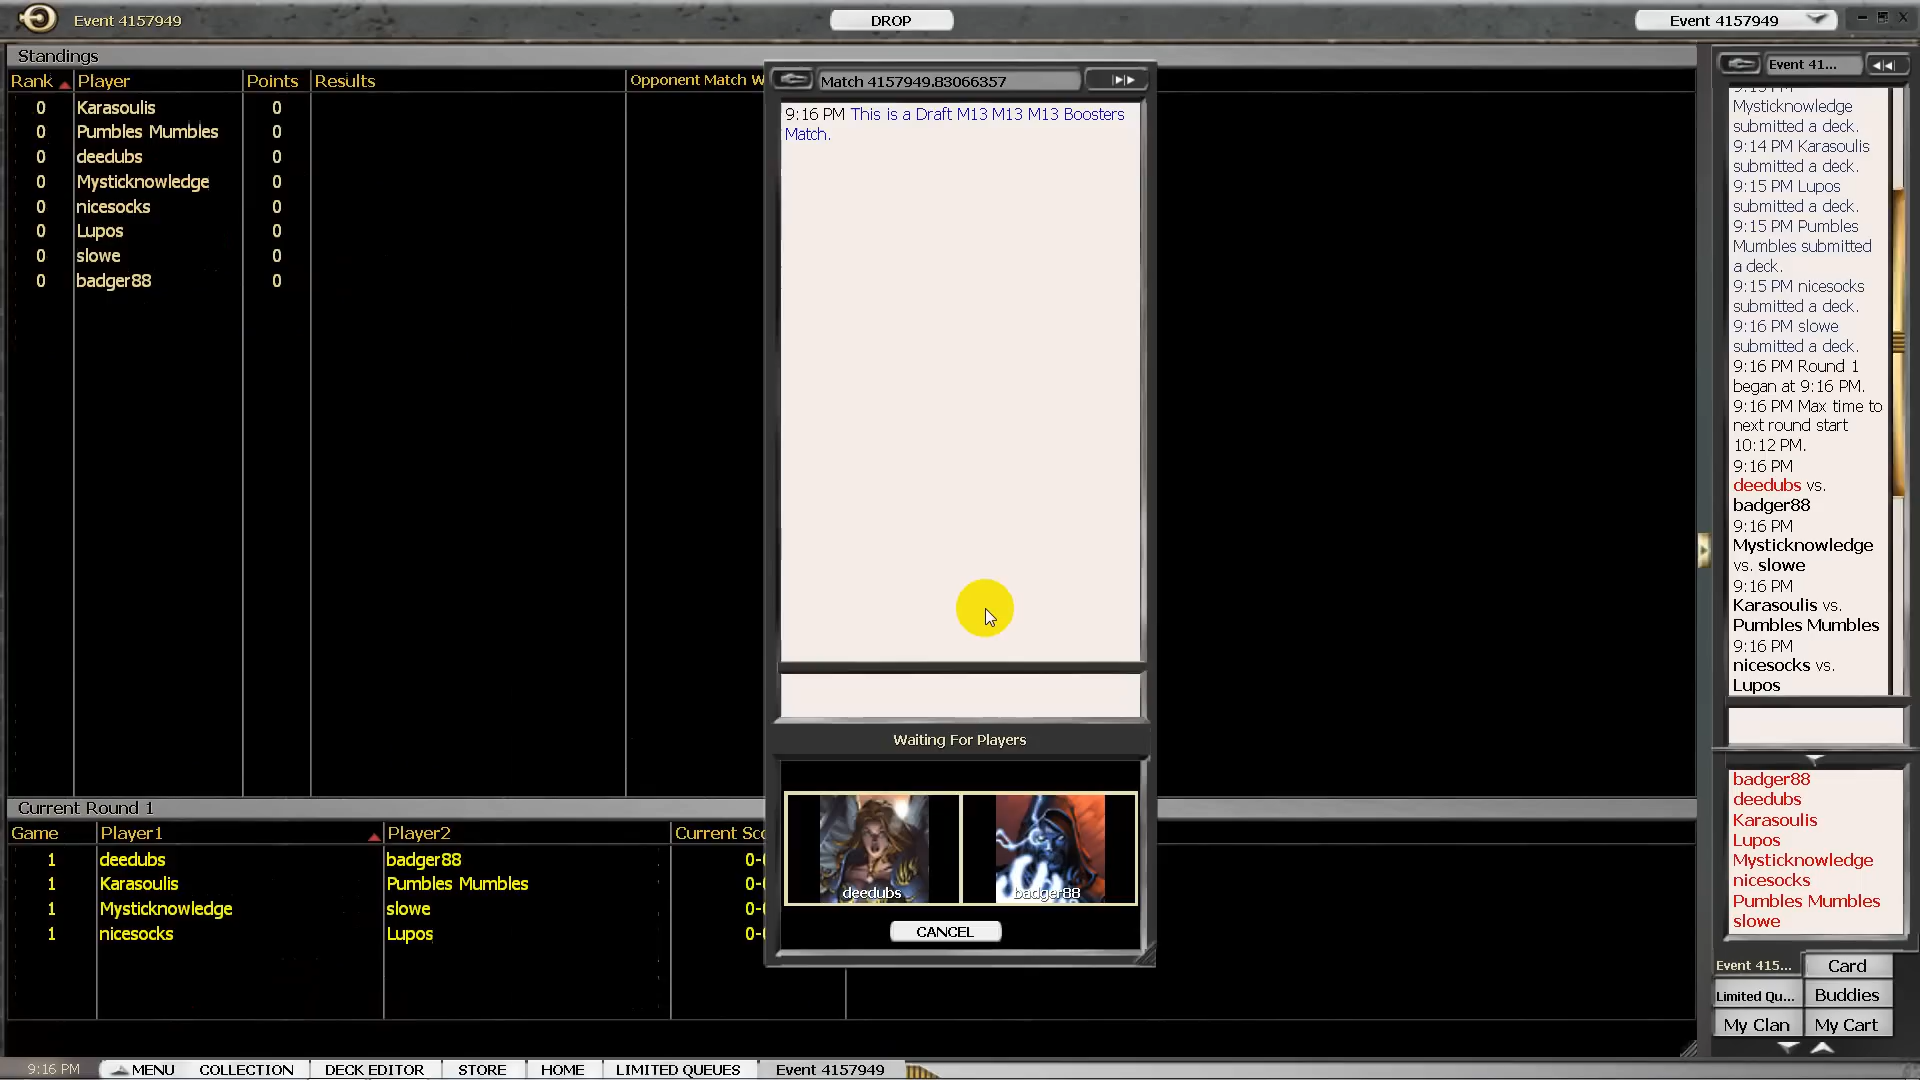 Event 4157949
DROP
Event 4157949
Standings
Rank Player Points Results Opponent Match W
0 Karasoulis 0
0 Pumbles Mumbles 0
0 deedubs 0
0 Mysticknowledge 0
0 nicesocks 0
0 Lupos 0
0 slowe 0
0 badger88 0
Match 4157949.83066357
9:16 PM This is a Draft M13 M13 M13 Boosters
Match.
Waiting For Players
deedubs
badger88
CANCEL
Current Round 1
Game Player1 Player2 Current Sco
1 deedubs badger88 0-
1 Karasoulis Pumbles Mumbles 0-
1 Mysticknowledge slowe 0-
1 nicesocks Lupos 0-
Event 41...
Mysticknowledge
submitted a deck.
9:14 PM Karasoulis
submitted a deck.
9:15 PM Lupos
submitted a deck.
9:15 PM Pumbles
Mumbles submitted
a deck.
9:15 PM nicesocks
submitted a deck.
9:16 PM slowe
submitted a deck.
9:16 PM Round 1
began at 9:16 PM.
9:16 PM Max time to
next round start
10:12 PM.
9:16 PM
deedubs vs.
badger88
9:16 PM
Mysticknowledge
vs. slowe
9:16 PM
Karasoulis vs.
Pumbles Mumbles
9:16 PM
nicesocks vs.
Lupos
badger88
deedubs
Karasoulis
Lupos
Mysticknowledge
nicesocks
Pumbles Mumbles
slowe
Event 415... Card
Limited Qu... Buddies
My Clan My Cart
9:16 PM MENU COLLECTION DECK EDITOR STORE HOME LIMITED QUEUES Event 4157949